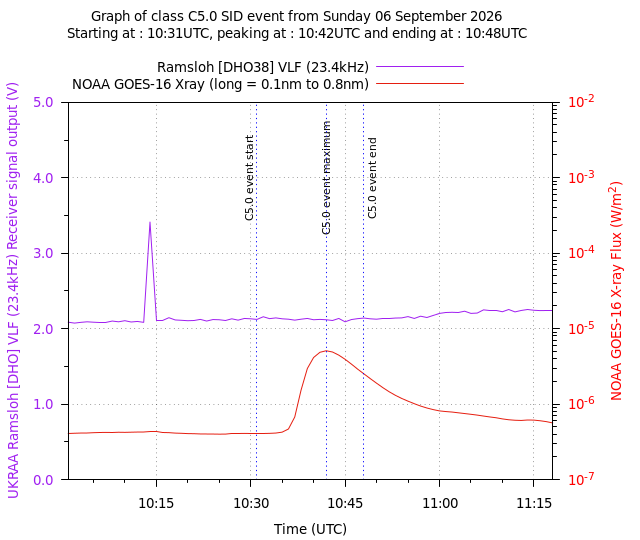 Graph of class C5.0 SID event from Sunday 06 September 2026
Starting at : 10:31UTC, peaking at : 10:42UTC and ending at : 10:48UTC
Ramsloh [DHO38] VLF (23.4kHz)
NOAA GOES-16 Xray (long = 0.1nm to 0.8nm)
UKRAA Ramsloh [DHO] VLF (23.4kHz) Receiver signal output (V)
5.0
4.0
3.0
2.0
1.0
0.0
C5.0 event start
C5.0 event maximum
C5.0 event end
10⁻²
10⁻³
10⁻⁴
10⁻⁵
10⁻⁶
10⁻⁷
NOAA GOES-16 X-ray Flux (W/m²)
10:15 10:30 10:45 11:00 11:15
Time (UTC)